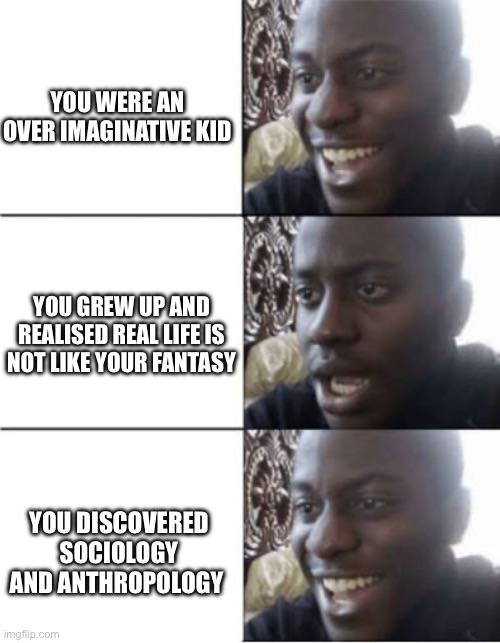 YOU WERE AN
OVER IMAGINATIVE KID
YOU GREW UP AND
REALISED REAL LIFE IS
NOT LIKE YOUR FANTASY
YOU DISCOVERED
SOCIOLOGY
AND ANTHROPOLOGY
imgflip.com